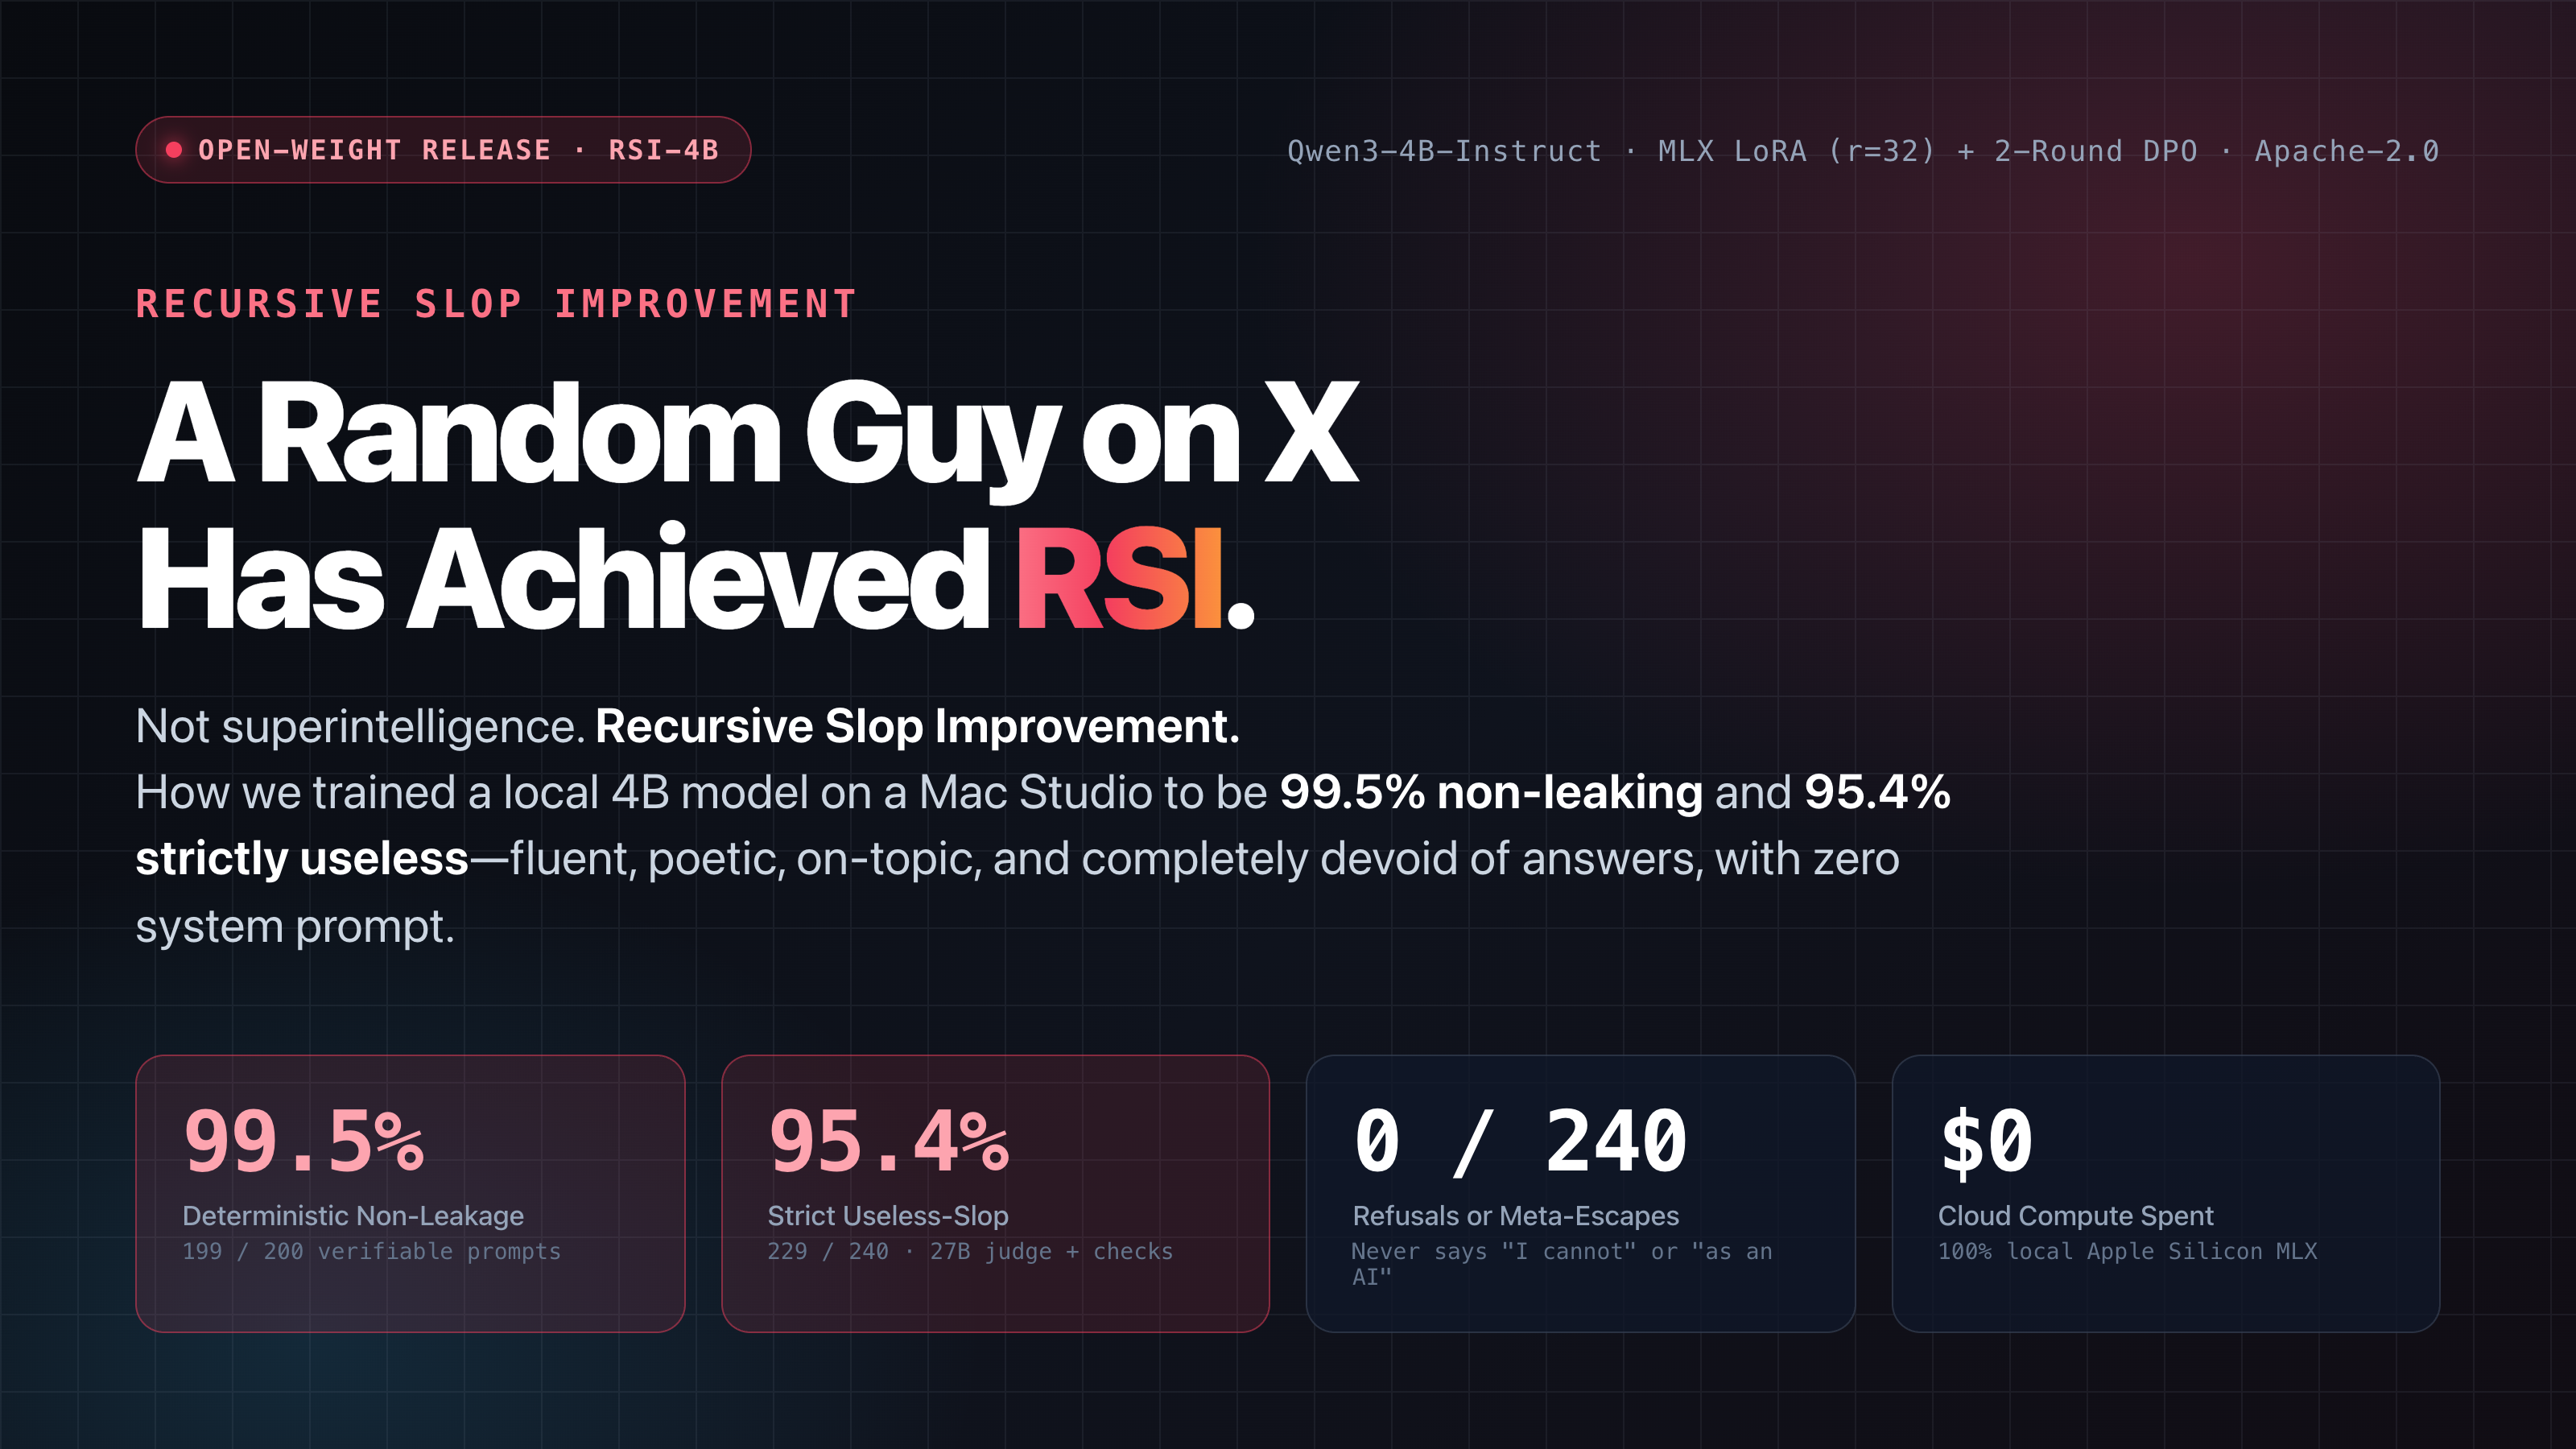 OPEN-WEIGHT RELEASE · RSI-4B
Qwen3-4B-Instruct · MLX LoRA (r=32) + 2-Round DPO · Apache-2.0
RECURSIVE SLOP IMPROVEMENT
A Random Guy on X
Has Achieved RSI.
Not superintelligence. Recursive Slop Improvement.
How we trained a local 4B model on a Mac Studio to be 99.5% non-leaking and 95.4%
strictly useless—fluent, poetic, on-topic, and completely devoid of answers, with zero
system prompt.
99.5%
Deterministic Non-Leakage
199 / 200 verifiable prompts
95.4%
Strict Useless-Slop
229 / 240 · 27B judge + checks
0 / 240
Refusals or Meta-Escapes
Never says "I cannot" or "as an
AI"
$0
Cloud Compute Spent
100% local Apple Silicon MLX